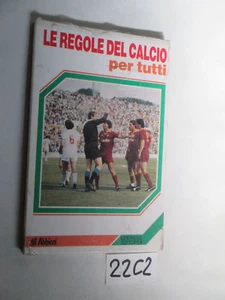 LE REGOLE DEL CALCIO
per tutti
22C2